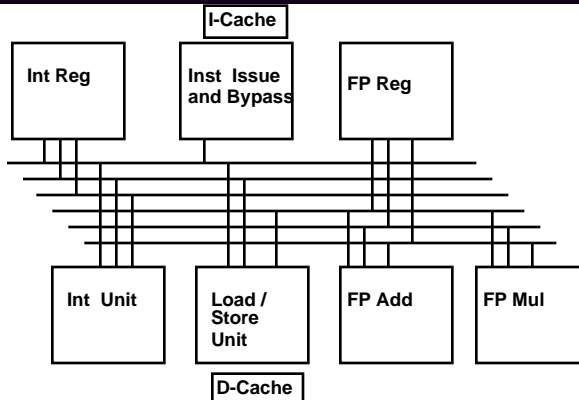 I-Cache
Int Reg
Inst Issue
and Bypass
FP Reg
Int Unit
Load /
Store
Unit
FP Add
FP Mul
D-Cache